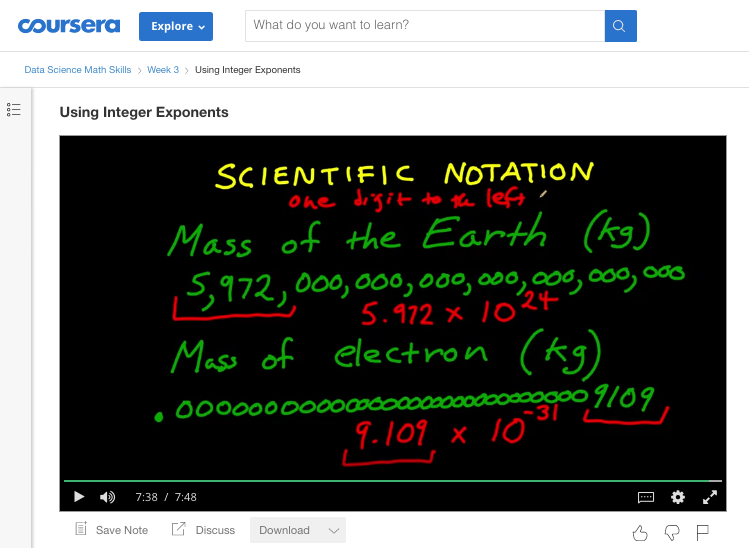 coursera
Explore
What do you want to learn?
Data Science Math Skills > Week 3 > Using Integer Exponents
Using Integer Exponents
SCIENTIFIC NOTATION
one digit to the left
Mass of the Earth (kg)
5,972,000,000,000,000,000,000,000
5.972 x 10^24
Mass of electron (kg)
.0000000000000000000000000000009109
9.109 x 10^-31
7:38 / 7:48
Save Note Discuss Download